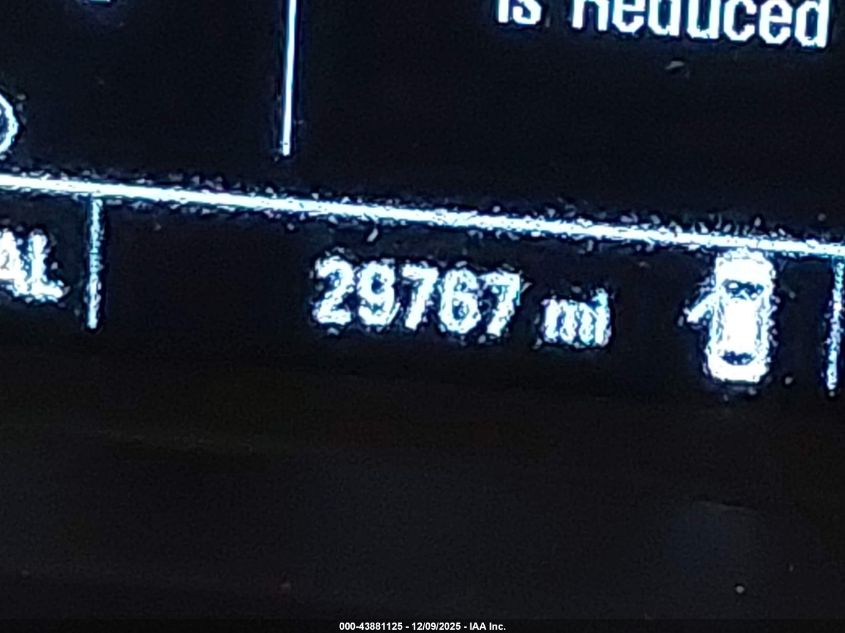 is Reduced
AL
29767 mi
000-43881125 - 12/09/2025 - IAA Inc.